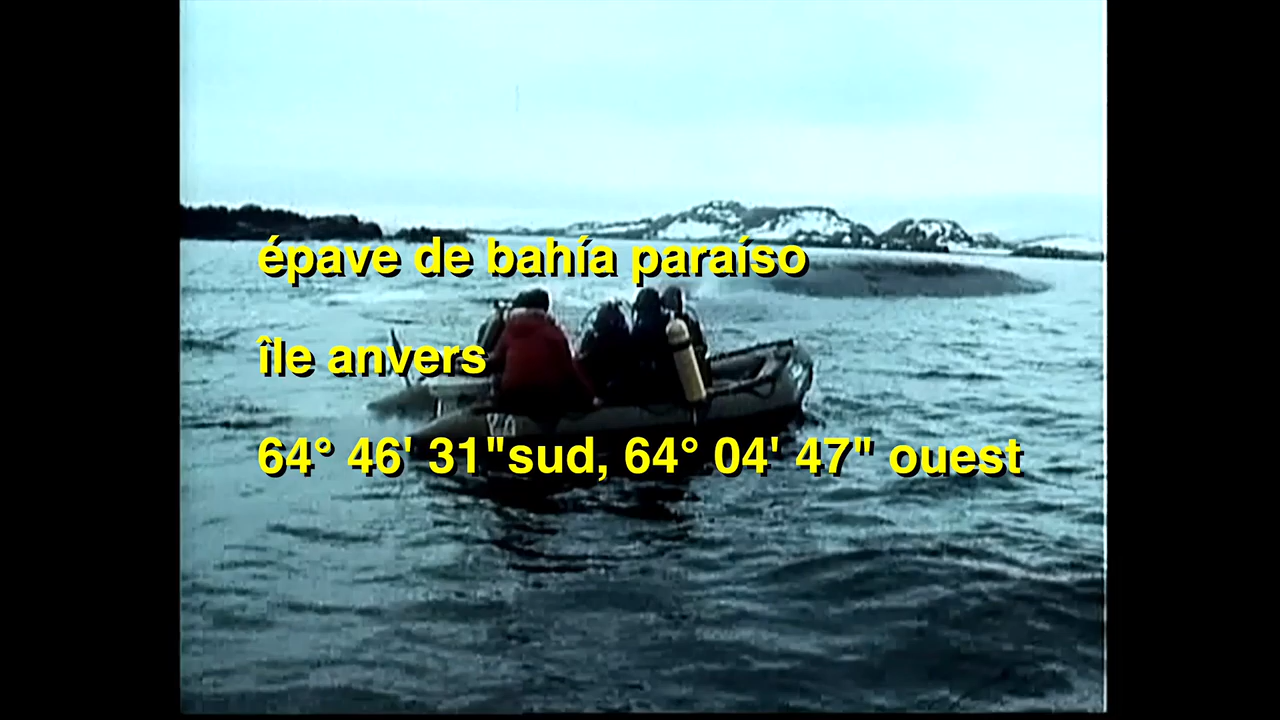 épave de bahía paraíso
île anvers
64° 46' 31"sud, 64° 04' 47" ouest